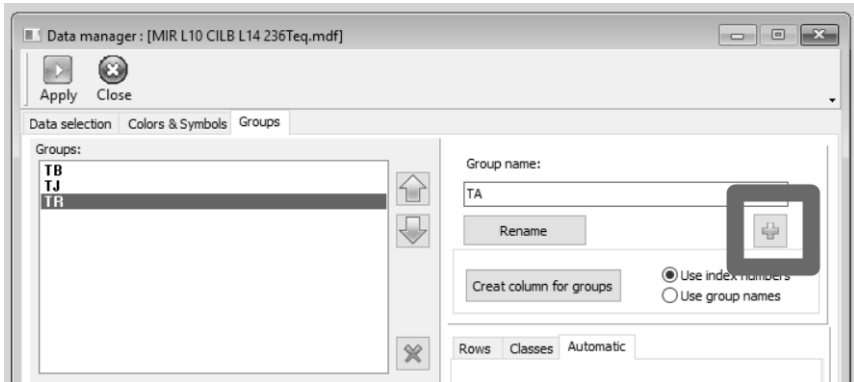 Data manager : [MIR L10 CILB L14 236Teq.mdf]
Apply Close
Data selection Colors & Symbols Groups
Groups:
TB
TJ
TR
Group name:
TA
Rename
Creat column for groups
Use index numbers
Use group names
Rows Classes Automatic